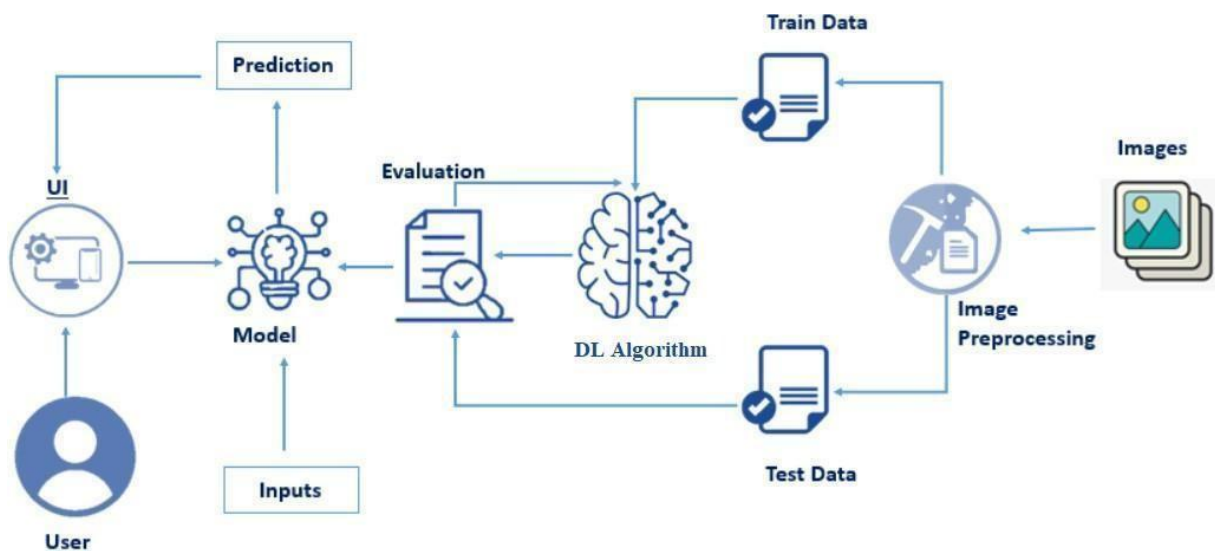 Train Data
Prediction
Images
Evaluation
UI
Model
Image
Preprocessing
DL Algorithm
Test Data
Inputs
User